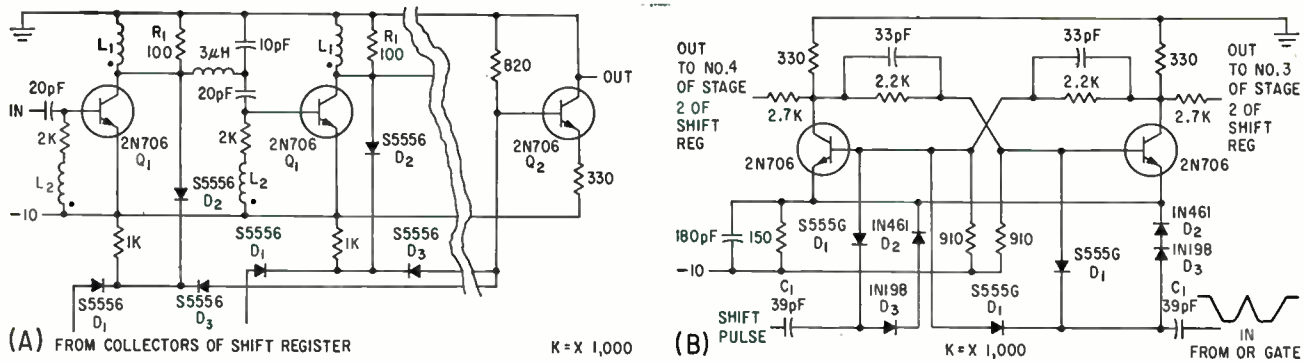 L1
R1
100
3μH
10pF
L1
R1
100
820
OUT
20pF
IN
20pF
2K
2N706
Q1
2K
2N706
Q1
S5556
D2
2N706
Q2
330
L2
S5556
D2
L2
-10
1K
S5556
D1
1K
S5556
D3
S5556
D1
S5556
D3
(A) FROM COLLECTORS OF SHIFT REGISTER
K = X 1,000
33pF
33pF
OUT
TO NO.4
OF STAGE
2 OF
SHIFT
REG
330
2.2K
2.2K
330
OUT
TO NO.3
OF STAGE
2 OF
SHIFT
REG
2.7K
2.7K
2N706
2N706
180pF
150
S555G
D1
IN461
D2
910
910
S555G
D1
IN461
D2
IN198
D3
-10
C1
39pF
IN198
D3
S555G
D1
C1
39pF
SHIFT
PULSE
IN
FROM OR GATE
(B)
K = X 1,000